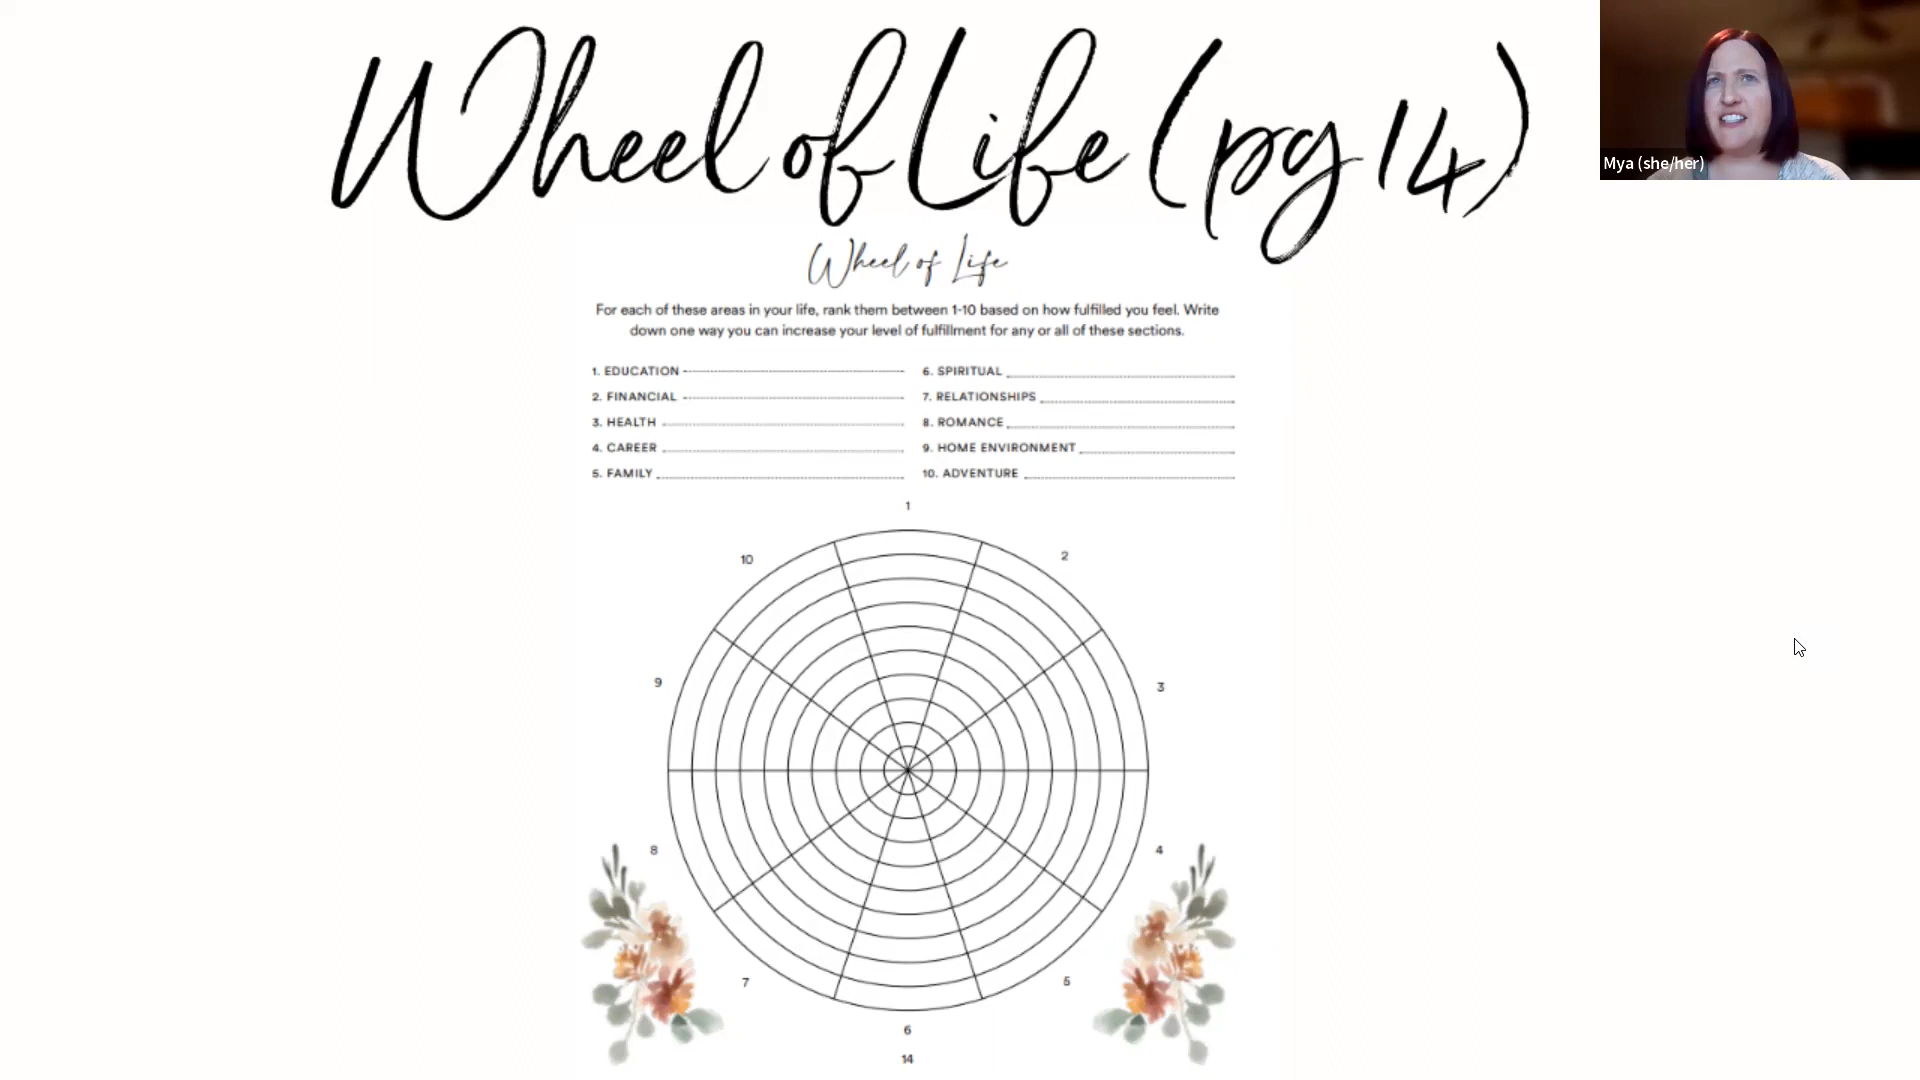 Wheel of Life (pg 14)
Mya (she/her)
Wheel of Life
For each of these areas in your life, rank them between 1-10 based on how fulfilled you feel. Write
down one way you can increase your level of fulfillment for any or all of these sections.
1. EDUCATION
2. FINANCIAL
3. HEALTH
4. CAREER
5. FAMILY
6. SPIRITUAL
7. RELATIONSHIPS
8. ROMANCE
9. HOME ENVIRONMENT
10. ADVENTURE
1
2
3
4
5
6
7
8
9
10
14